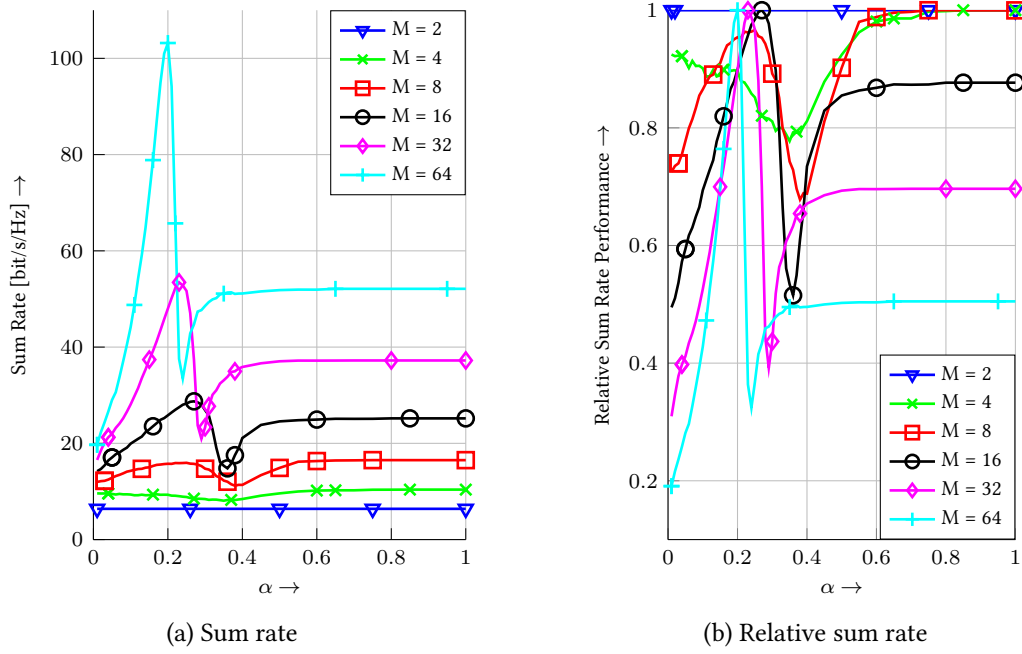 Sum Rate [bit/s/Hz] →
100
80
60
40
20
0
0
0.2
0.4
0.6
0.8
1
α →
M = 2
M = 4
M = 8
M = 16
M = 32
M = 64
(a) Sum rate
Relative Sum Rate Performance →
1
0.8
0.6
0.4
0.2
0
0.2
0.4
0.6
0.8
1
α →
M = 2
M = 4
M = 8
M = 16
M = 32
M = 64
(b) Relative sum rate